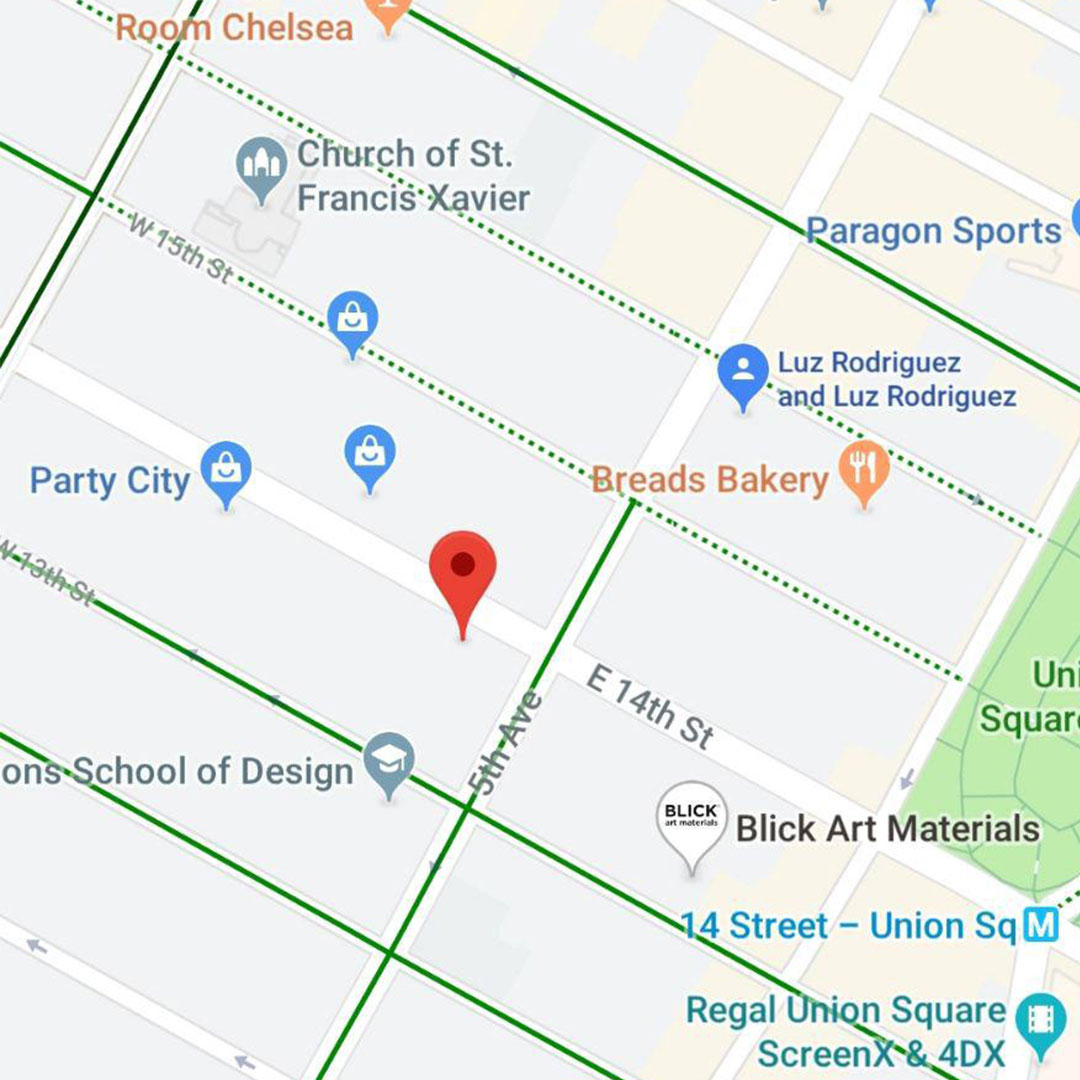 Room Chelsea
Church of St.
Francis Xavier
Paragon Sports
W 15th St
Luz Rodriguez
and Luz Rodriguez
Party City
Breads Bakery
W 13th St
E 14th St
Uni
Square
5th Ave
ons School of Design
BLICK
art materials
Blick Art Materials
14 Street – Union Sq M
Regal Union Square
ScreenX & 4DX